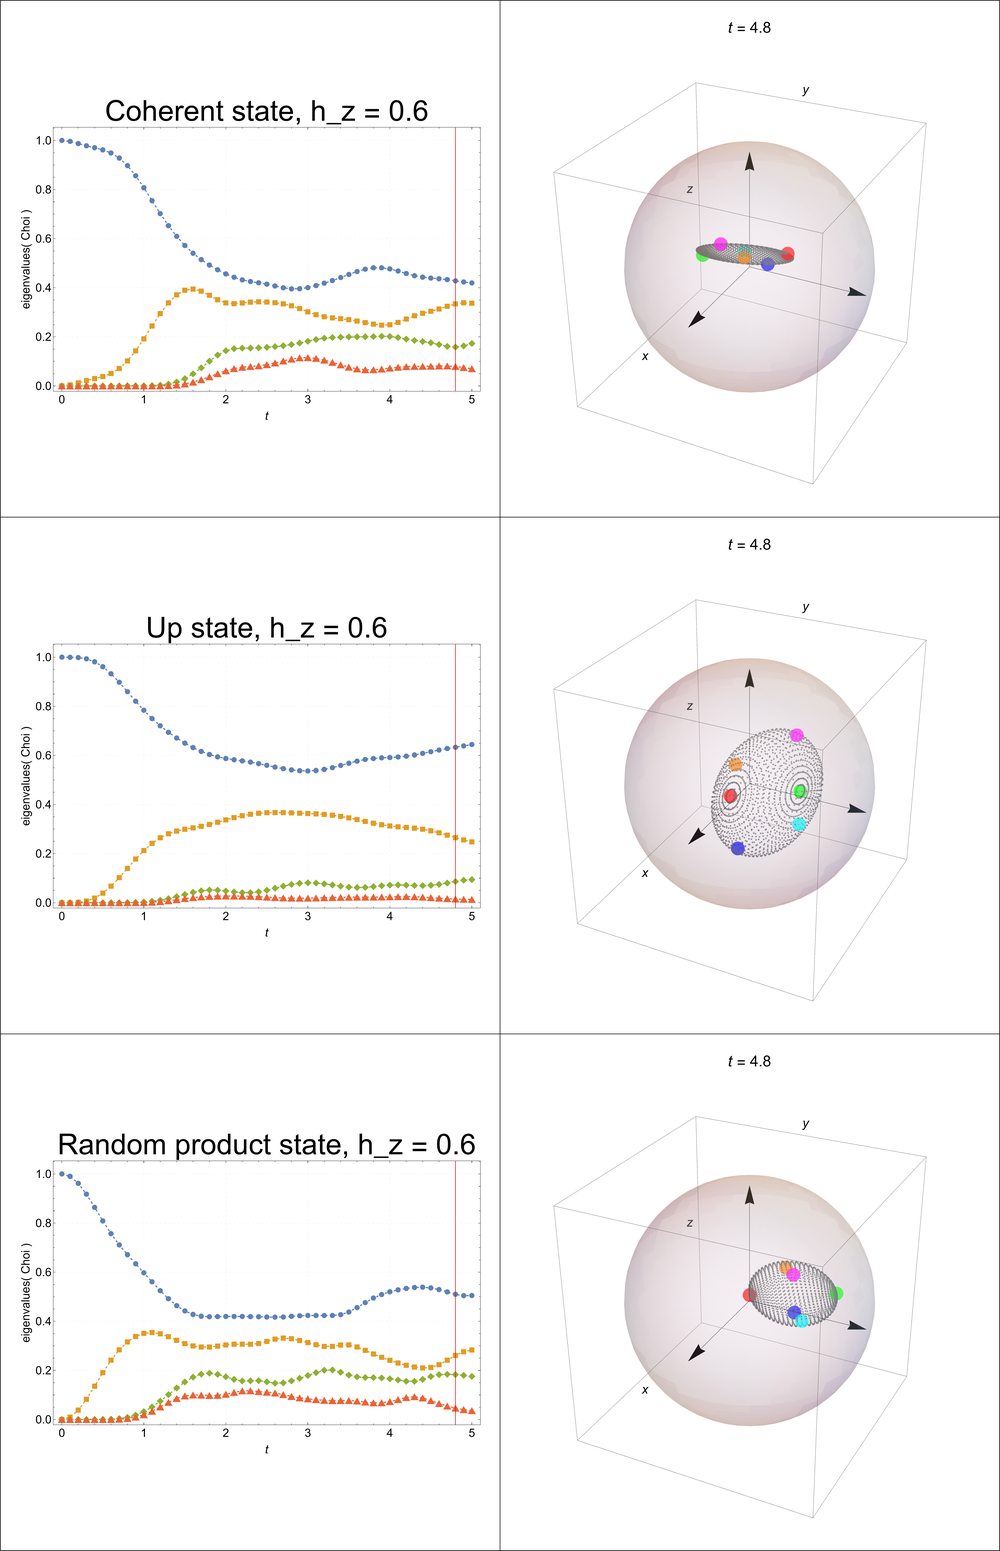 t = 4.8
Coherent state, h_z = 0.6
1.0
0.8
0.6
0.4
0.2
0.0
eigenvalues( Choi )
0 1 2 3 4 5
t
y
z
x
t = 4.8
Up state, h_z = 0.6
1.0
0.8
0.6
0.4
0.2
0.0
eigenvalues( Choi )
0 1 2 3 4 5
t
y
z
x
t = 4.8
Random product state, h_z = 0.6
1.0
0.8
0.6
0.4
0.2
0.0
eigenvalues( Choi )
0 1 2 3 4 5
t
y
z
x